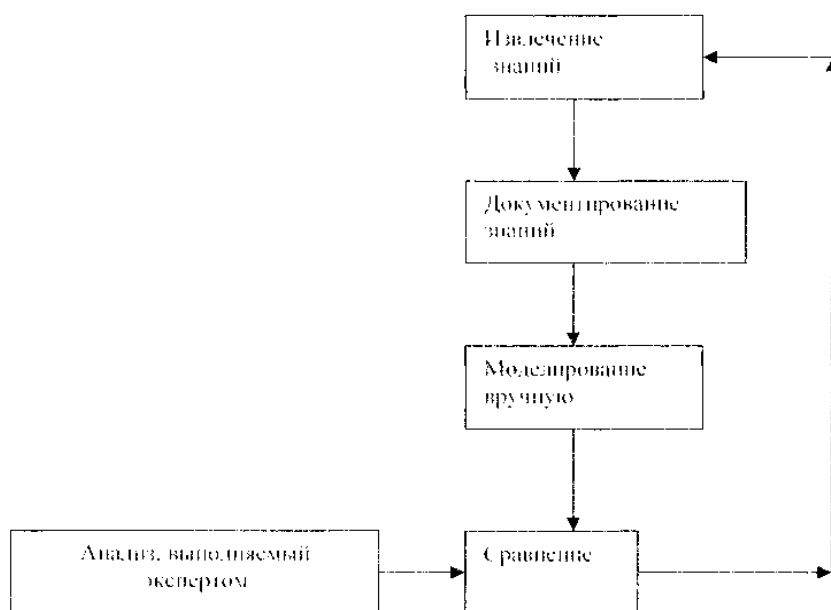 Извлечение
знаний
Документирование
знаний
Моделирование
вручную
Анализ, выполняемый
экспертом
Сравнение